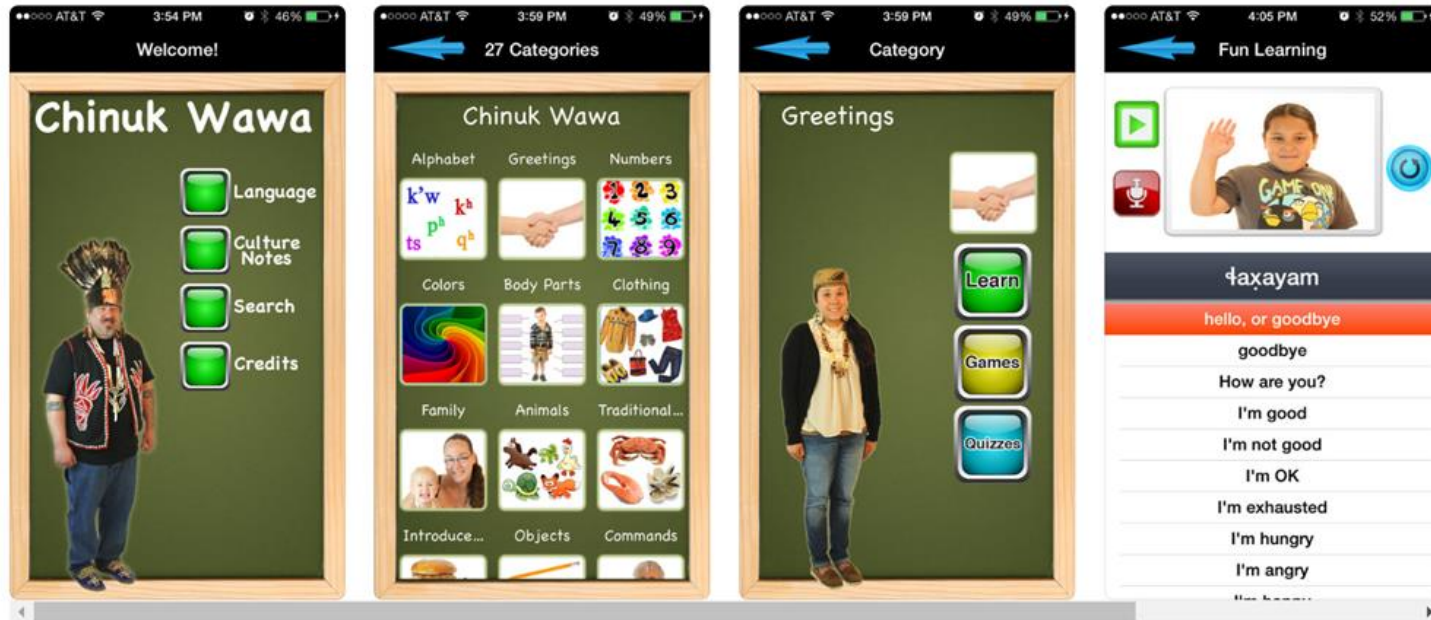 AT&T 3:54 PM 46%
Welcome!
Chinuk Wawa
Language
Culture
Notes
Search
Credits
AT&T 3:59 PM 49%
27 Categories
Chinuk Wawa
Alphabet Greetings Numbers
k'w kʰ pʰ ts qʰ
1 2 3
4 5 6
7 8 9
Colors Body Parts Clothing
Family Animals Traditional...
Introduce... Objects Commands
AT&T 3:59 PM 49%
Category
Greetings
Learn
Games
Quizzes
AT&T 4:05 PM 52%
Fun Learning
GAME ON
ɬax̣ayam
hello, or goodbye
goodbye
How are you?
I'm good
I'm not good
I'm OK
I'm exhausted
I'm hungry
I'm angry